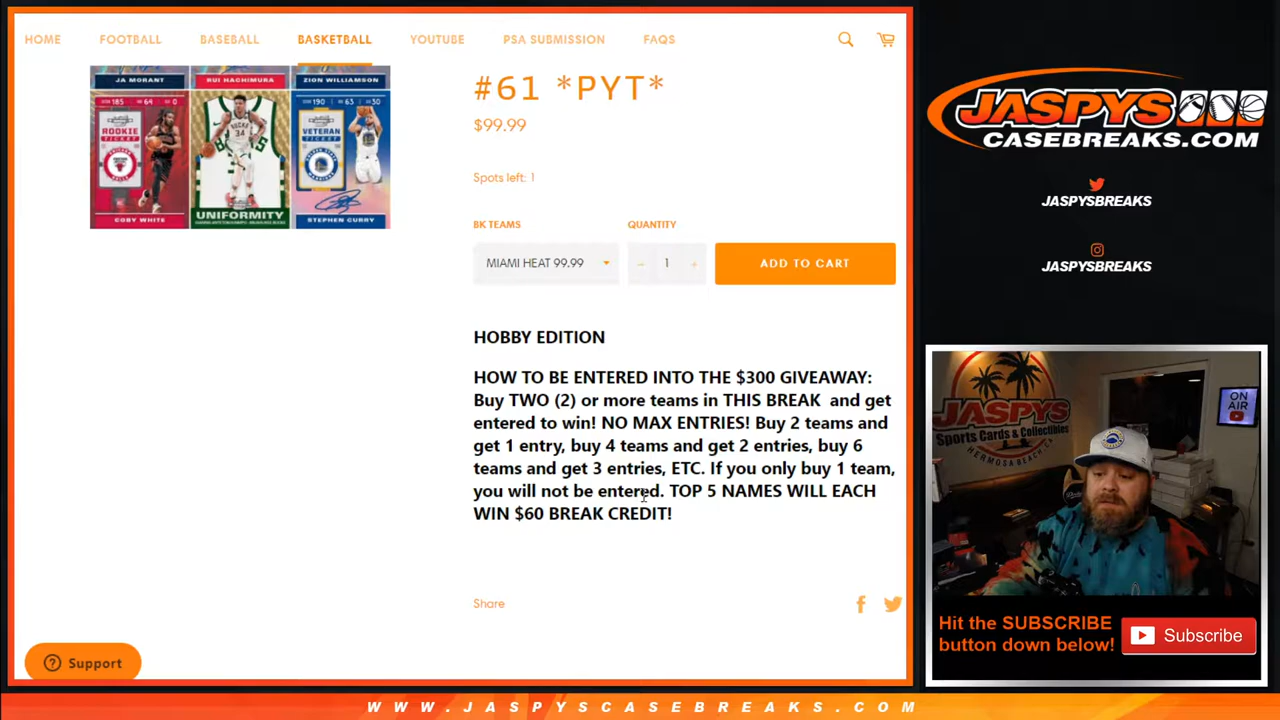 HOME FOOTBALL BASEBALL BASKETBALL YOUTUBE PSA SUBMISSION FAQS
JA MORANT RUI HACHIMURA ZION WILLIAMSON
ROOKIE TICKET
VETERAN TICKET
UNIFORMITY
COBY WHITE
STEPHEN CURRY
#61 *PYT*
$99.99
Spots left: 1
BK TEAMS QUANTITY
MIAMI HEAT 99.99 − 1 + ADD TO CART
HOBBY EDITION
HOW TO BE ENTERED INTO THE $300 GIVEAWAY:
Buy TWO (2) or more teams in THIS BREAK and get
entered to win! NO MAX ENTRIES! Buy 2 teams and
get 1 entry, buy 4 teams and get 2 entries, buy 6
teams and get 3 entries, ETC. If you only buy 1 team,
you will not be entered. TOP 5 NAMES WILL EACH
WIN $60 BREAK CREDIT!
Share
Support
JASPYS
CASEBREAKS.COM
JASPYSBREAKS
JASPYSBREAKS
JASPYS
Sports Cards & Collectibles
HERMOSA BEACH, CA
ON AIR
Hit the SUBSCRIBE
button down below!
Subscribe
WWW.JASPYSCASEBREAKS.COM